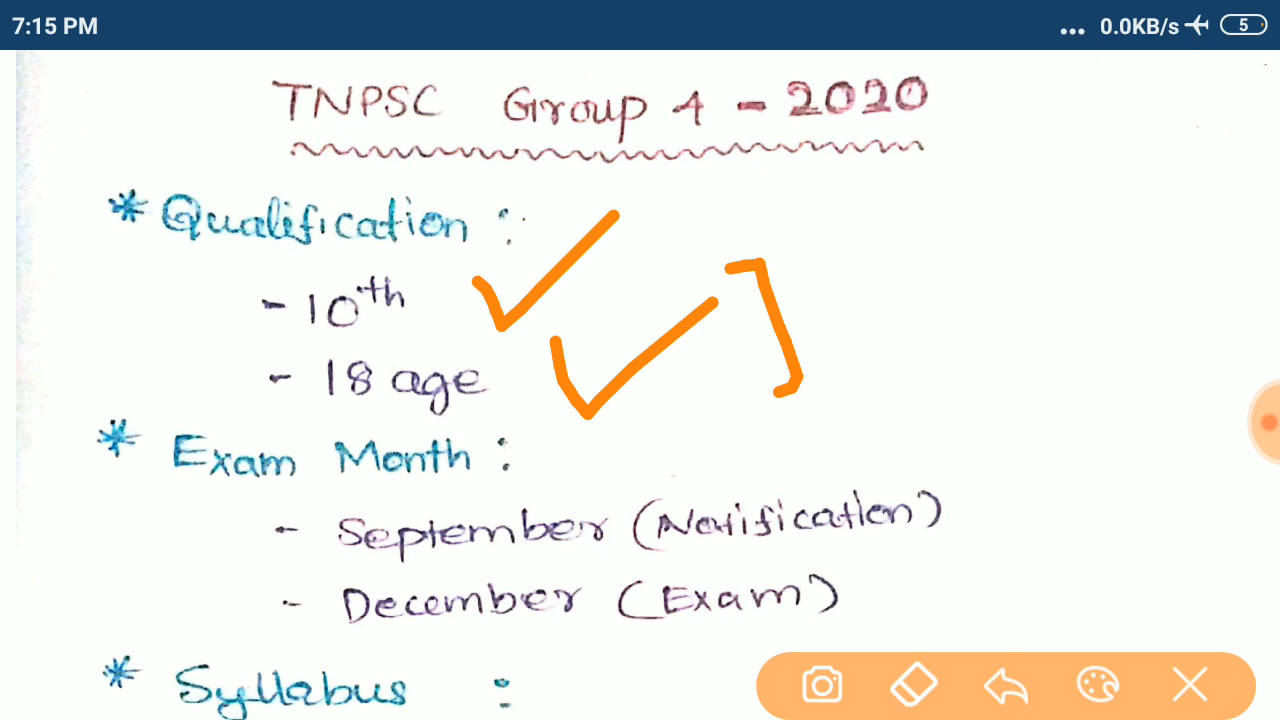 7:15 PM ... 0.0KB/s 5
TNPSC Group 4 - 2020
* Qualification :
- 10th
- 18 age
* Exam Month :
- September (Notification)
- December (Exam)
* Syllabus :